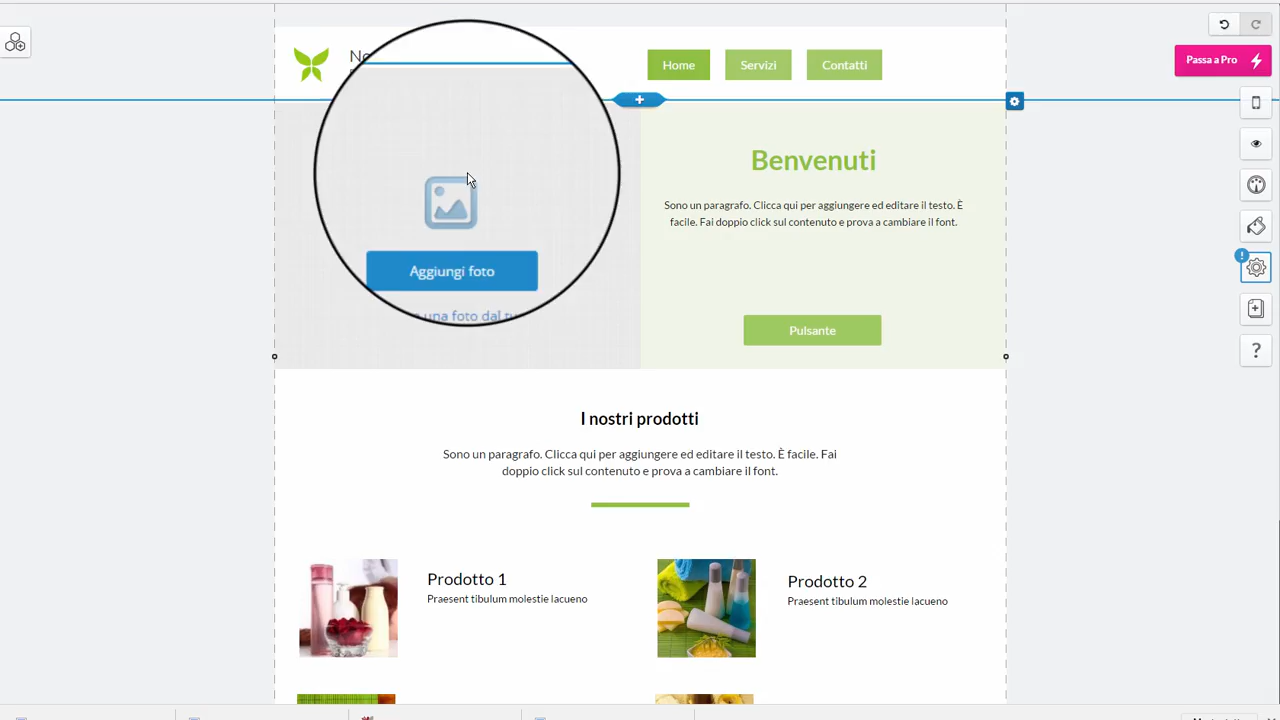 Home
Servizi
Contatti
Passa a Pro
Benvenuti
Sono un paragrafo. Clicca qui per aggiungere ed editare il testo. È
facile. Fai doppio click sul contenuto e prova a cambiare il font.
Aggiungi foto
una foto dal
Pulsante
I nostri prodotti
Sono un paragrafo. Clicca qui per aggiungere ed editare il testo. È facile. Fai
doppio click sul contenuto e prova a cambiare il font.
Prodotto 1
Praesent tibulum molestie lacueno
Prodotto 2
Praesent tibulum molestie lacueno